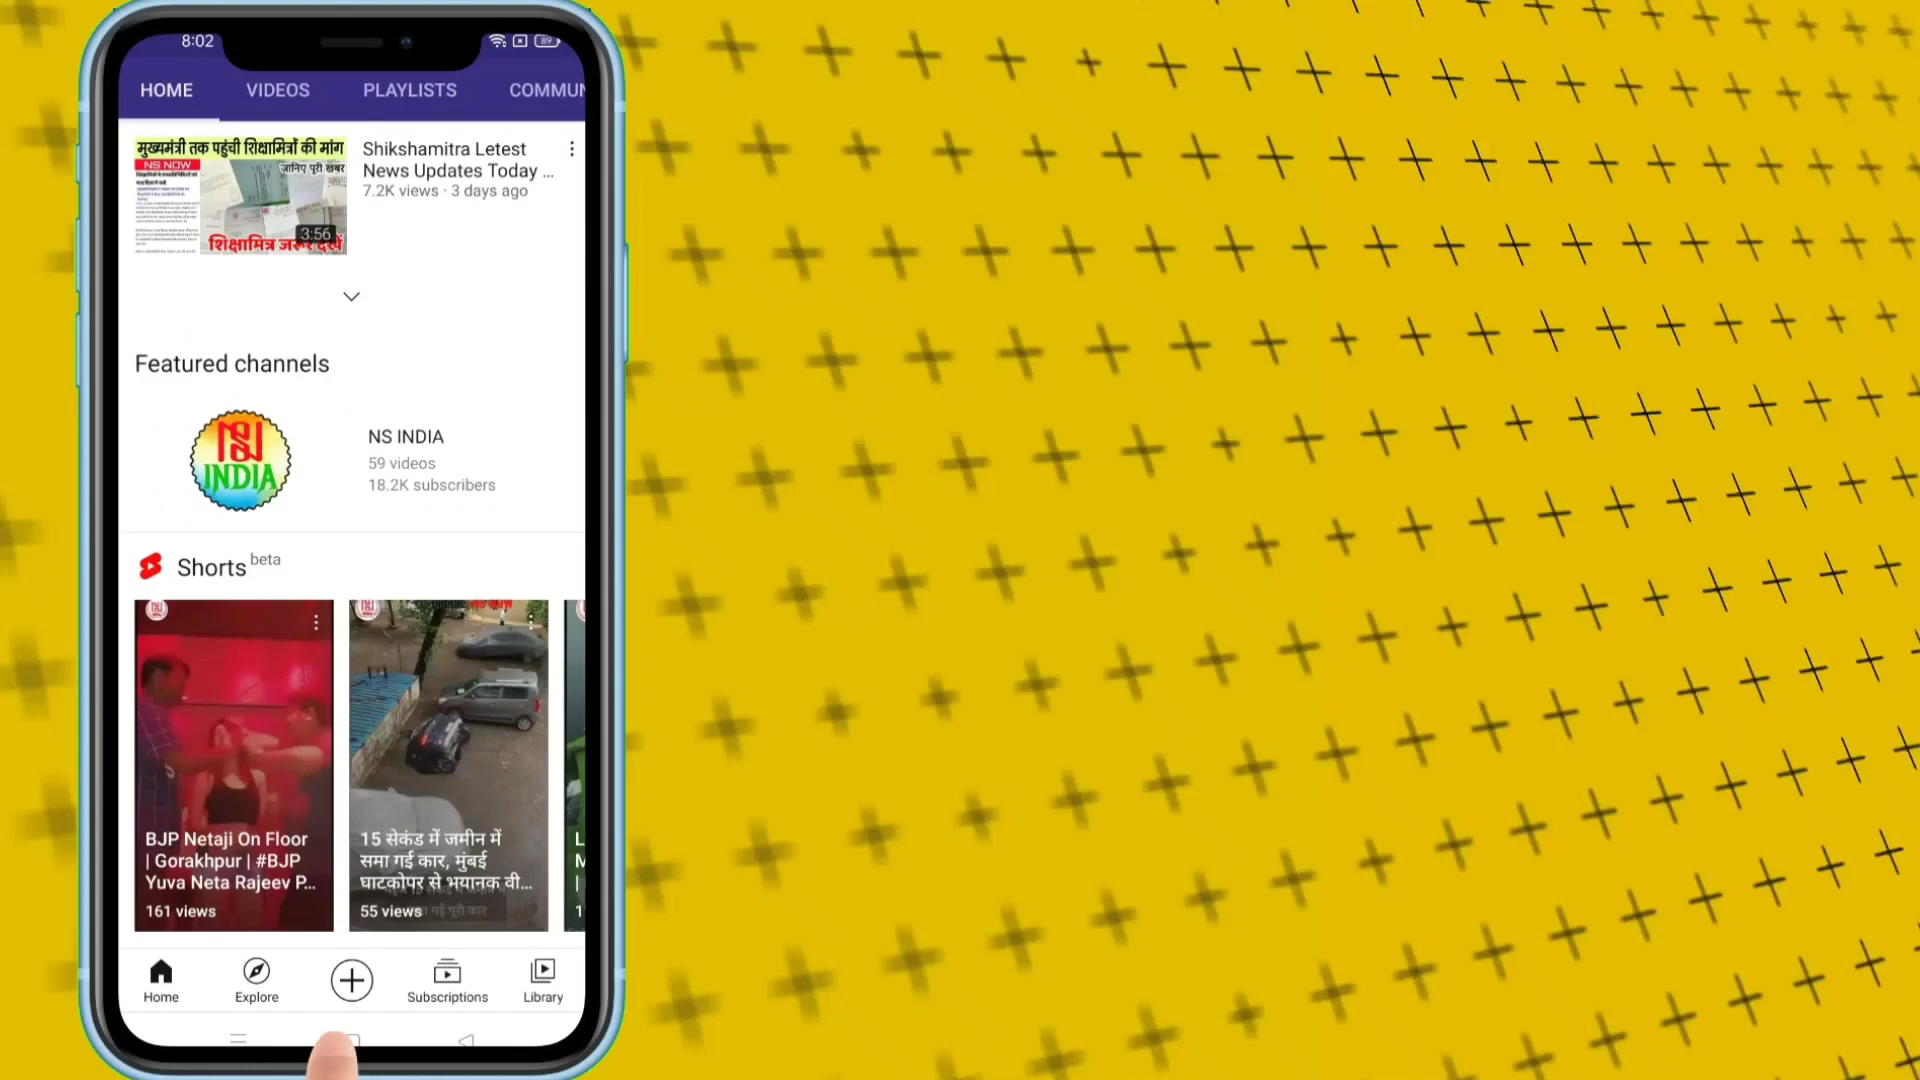 8:02
89
HOME
VIDEOS
PLAYLISTS
COMMUN
मुख्यमंत्री तक पहुंची शिक्षामित्रों की मांग
NS NOW
जानिए पूरी खबर
3:56
शिक्षामित्र जरूर देखें
Shikshamitra Letest
News Updates Today ...
7.2K views · 3 days ago
Featured channels
INDIA
NS INDIA
59 videos
18.2K subscribers
Shorts beta
BJP Netaji On Floor
| Gorakhpur | #BJP
Yuva Neta Rajeev P...
161 views
15 सेकंड में जमीन में
समा गई कार, मुंबई
घाटकोपर से भयानक वी...
55 views
Home
Explore
Subscriptions
Library